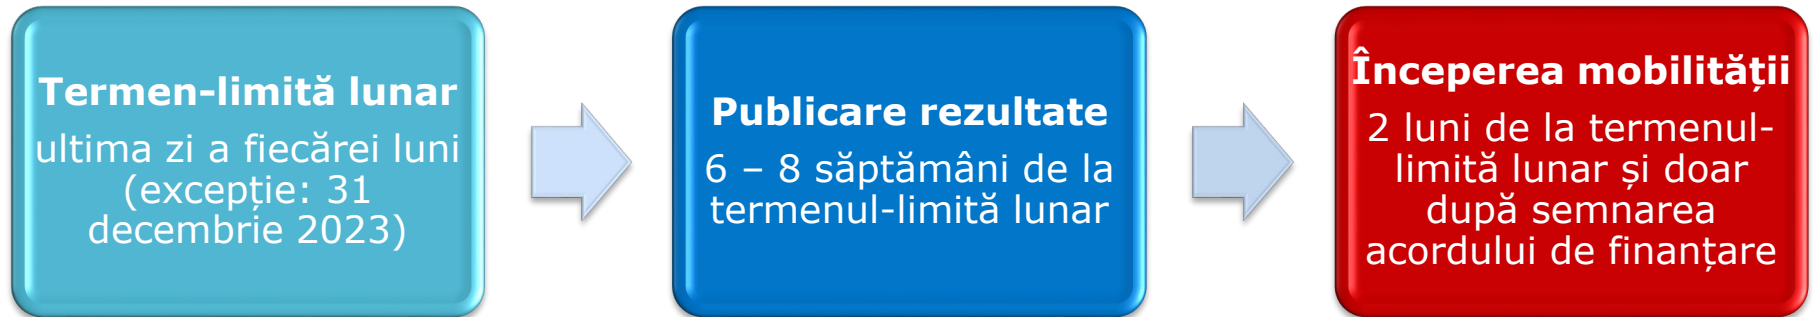 Termen-limită lunar
ultima zi a fiecărei luni
(excepție: 31
decembrie 2023)
Publicare rezultate
6 – 8 săptămâni de la
termenul-limită lunar
Începerea mobilității
2 luni de la termenul-
limită lunar și doar
după semnarea
acordului de finanțare